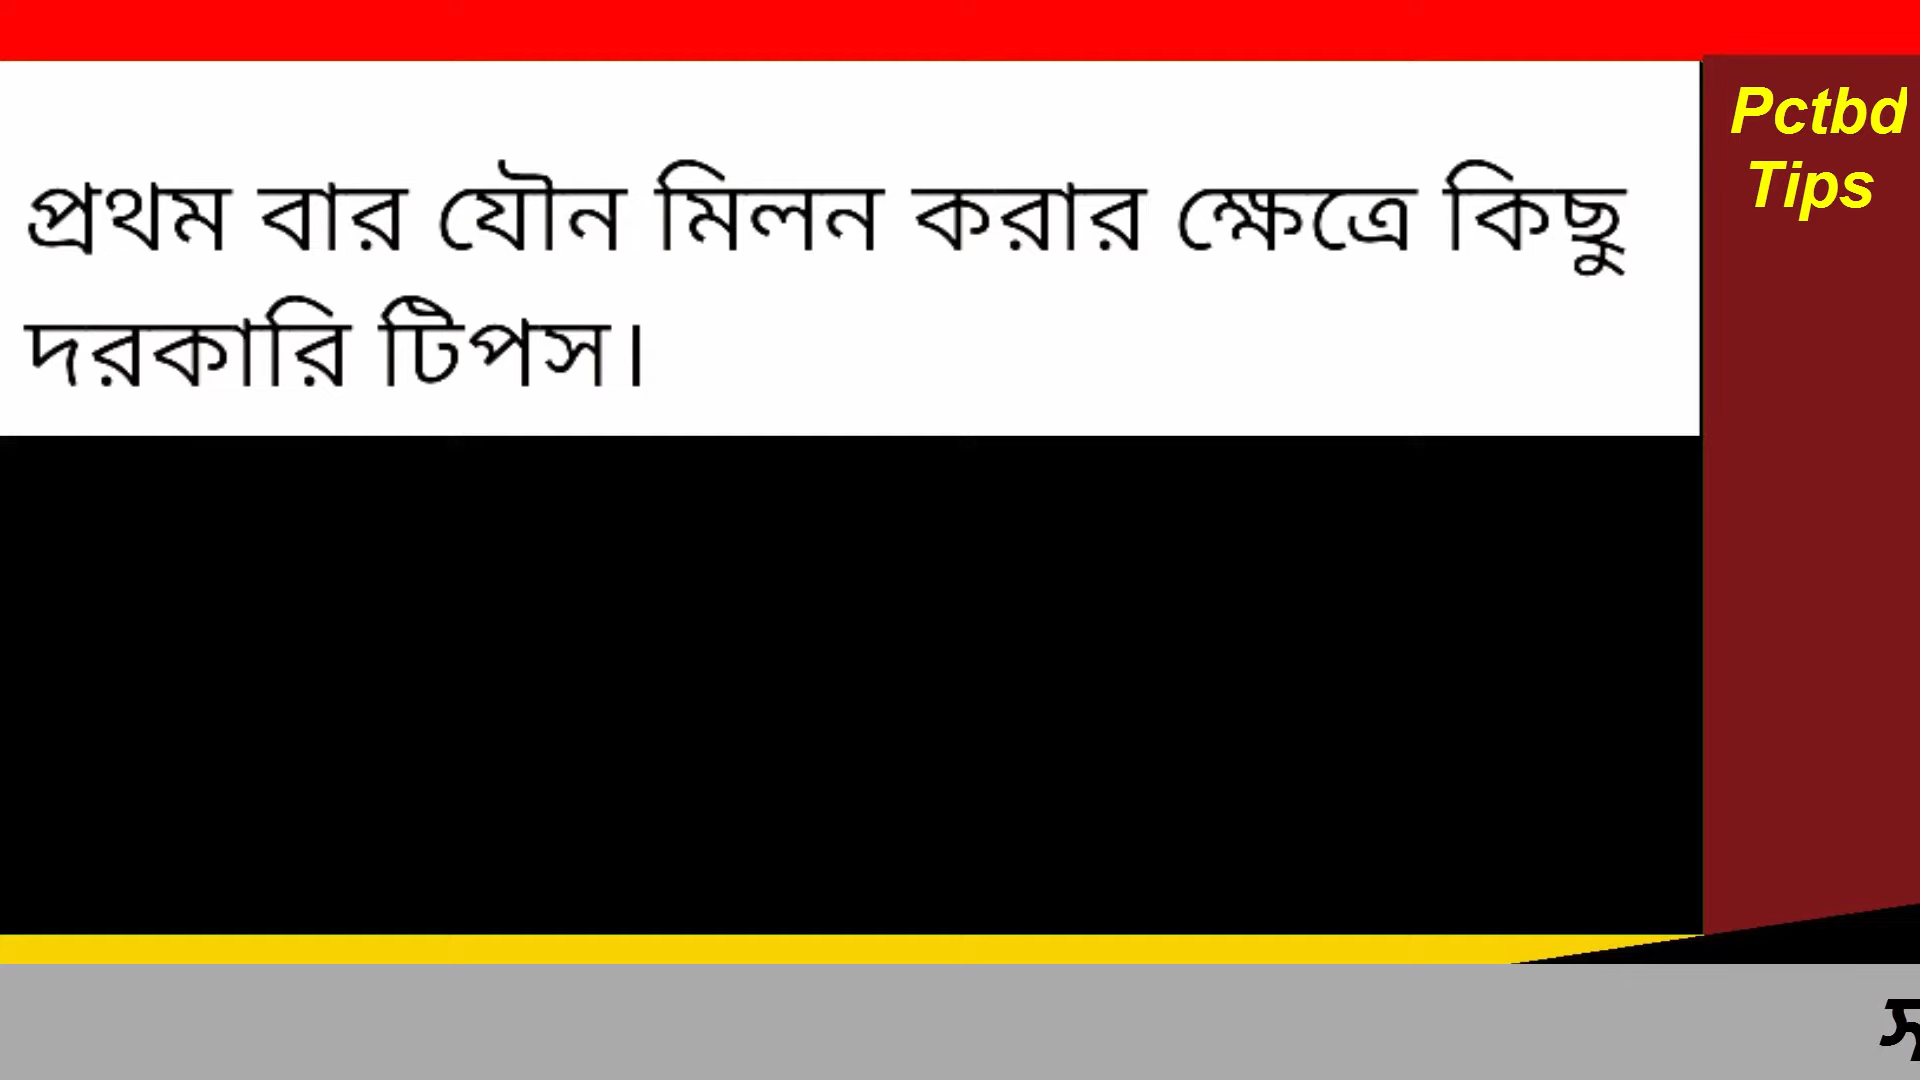 প্রথম বার যৌন মিলন করার ক্ষেত্রে কিছু
দরকারি টিপস।
Pctbd
Tips